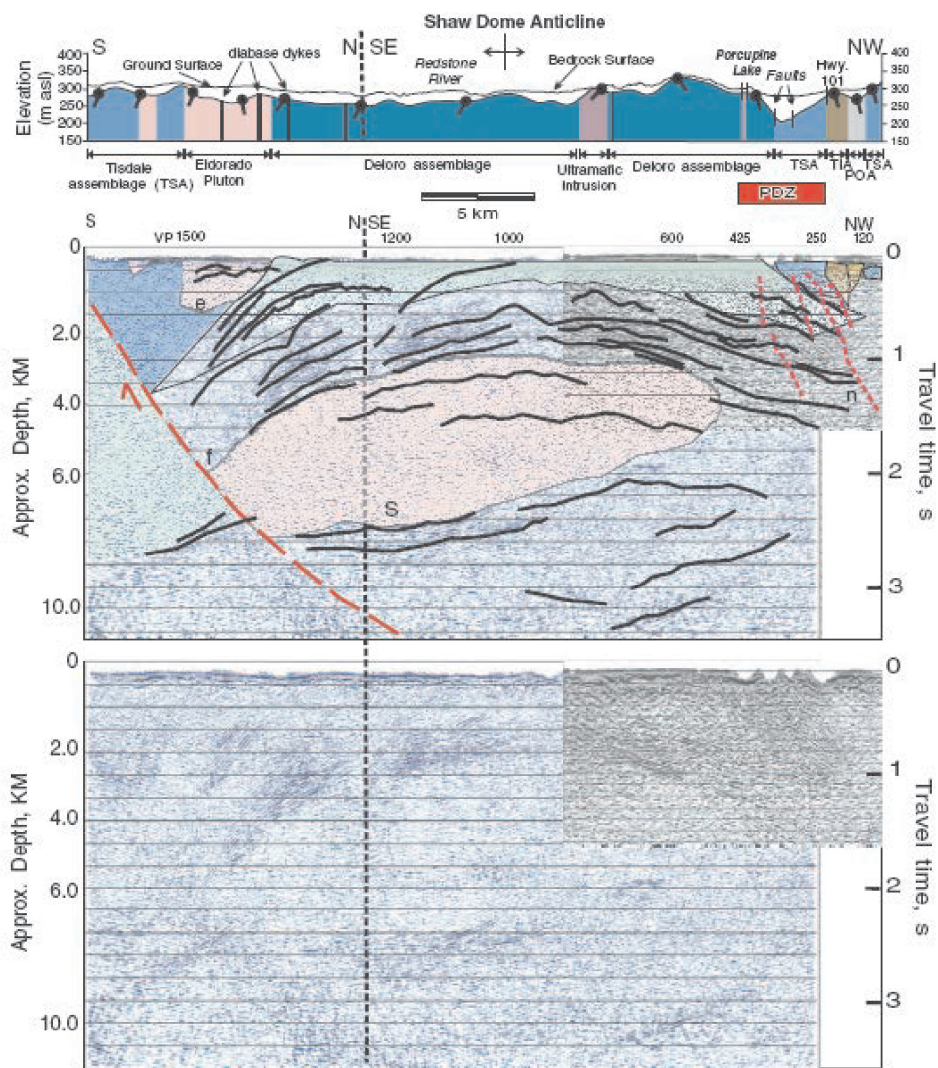 Shaw Dome Anticline
S
diabase dykes
N
SE
Redstone
River
Bedrock Surface
Porcupine
Lake
Faults
Hwy.
101
NW
Ground Surface
Elevation
(m asl)
400
350
300
250
200
150
400
350
300
250
200
150
Tisdale
assemblage (TSA)
Eldorado
Pluton
Deloro assemblage
Ultramafic
Intrusion
Deloro assemblage
TSA
TIA
POA
TSA
PDZ
5 km
S
N
SE
NW
VP 1500
1200
1000
600
425
250
120
Approx. Depth, KM
0
2.0
4.0
6.0
10.0
Travel time, s
0
1
2
3
e
f
S
n
Approx. Depth, KM
0
2.0
4.0
6.0
10.0
Travel time, s
0
1
2
3